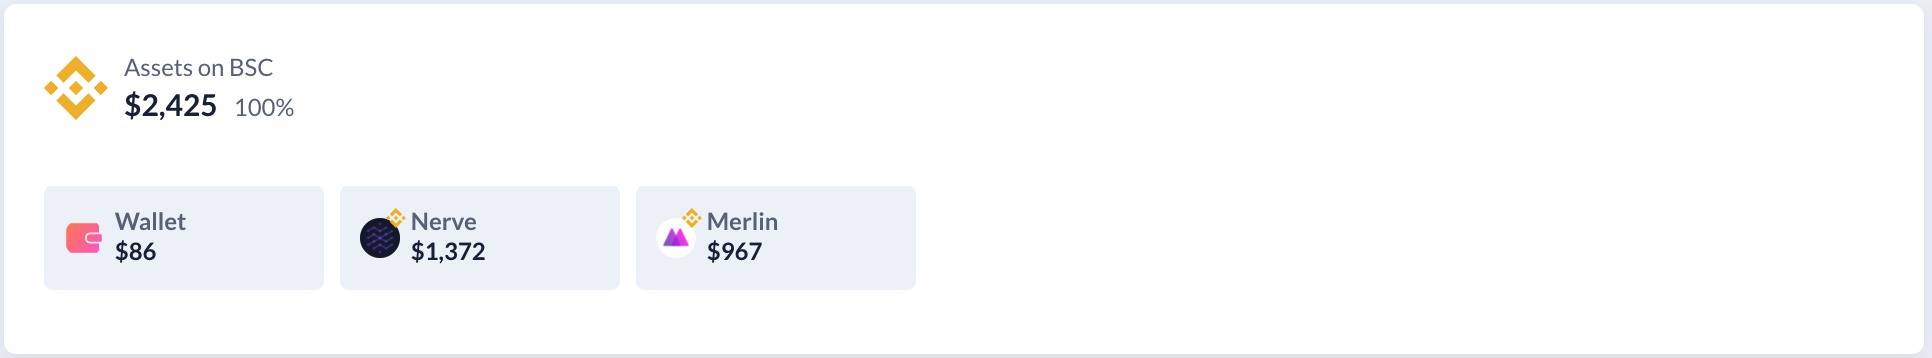 Assets on BSC
$2,425 100%
Wallet
$86
Nerve
$1,372
Merlin
$967